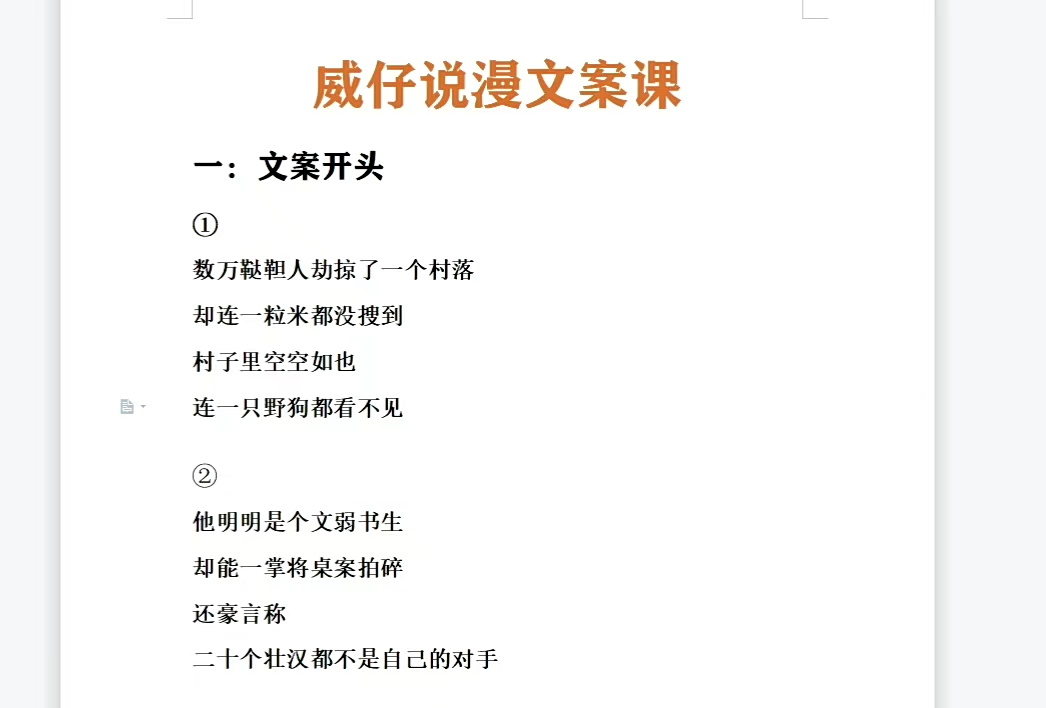 威仔说漫文案课
一：文案开头
①
数万鞑靼人劫掠了一个村落
却连一粒米都没搜到
村子里空空如也
连一只野狗都看不见
②
他明明是个文弱书生
却能一掌将桌案拍碎
还豪言称
二十个壮汉都不是自己的对手